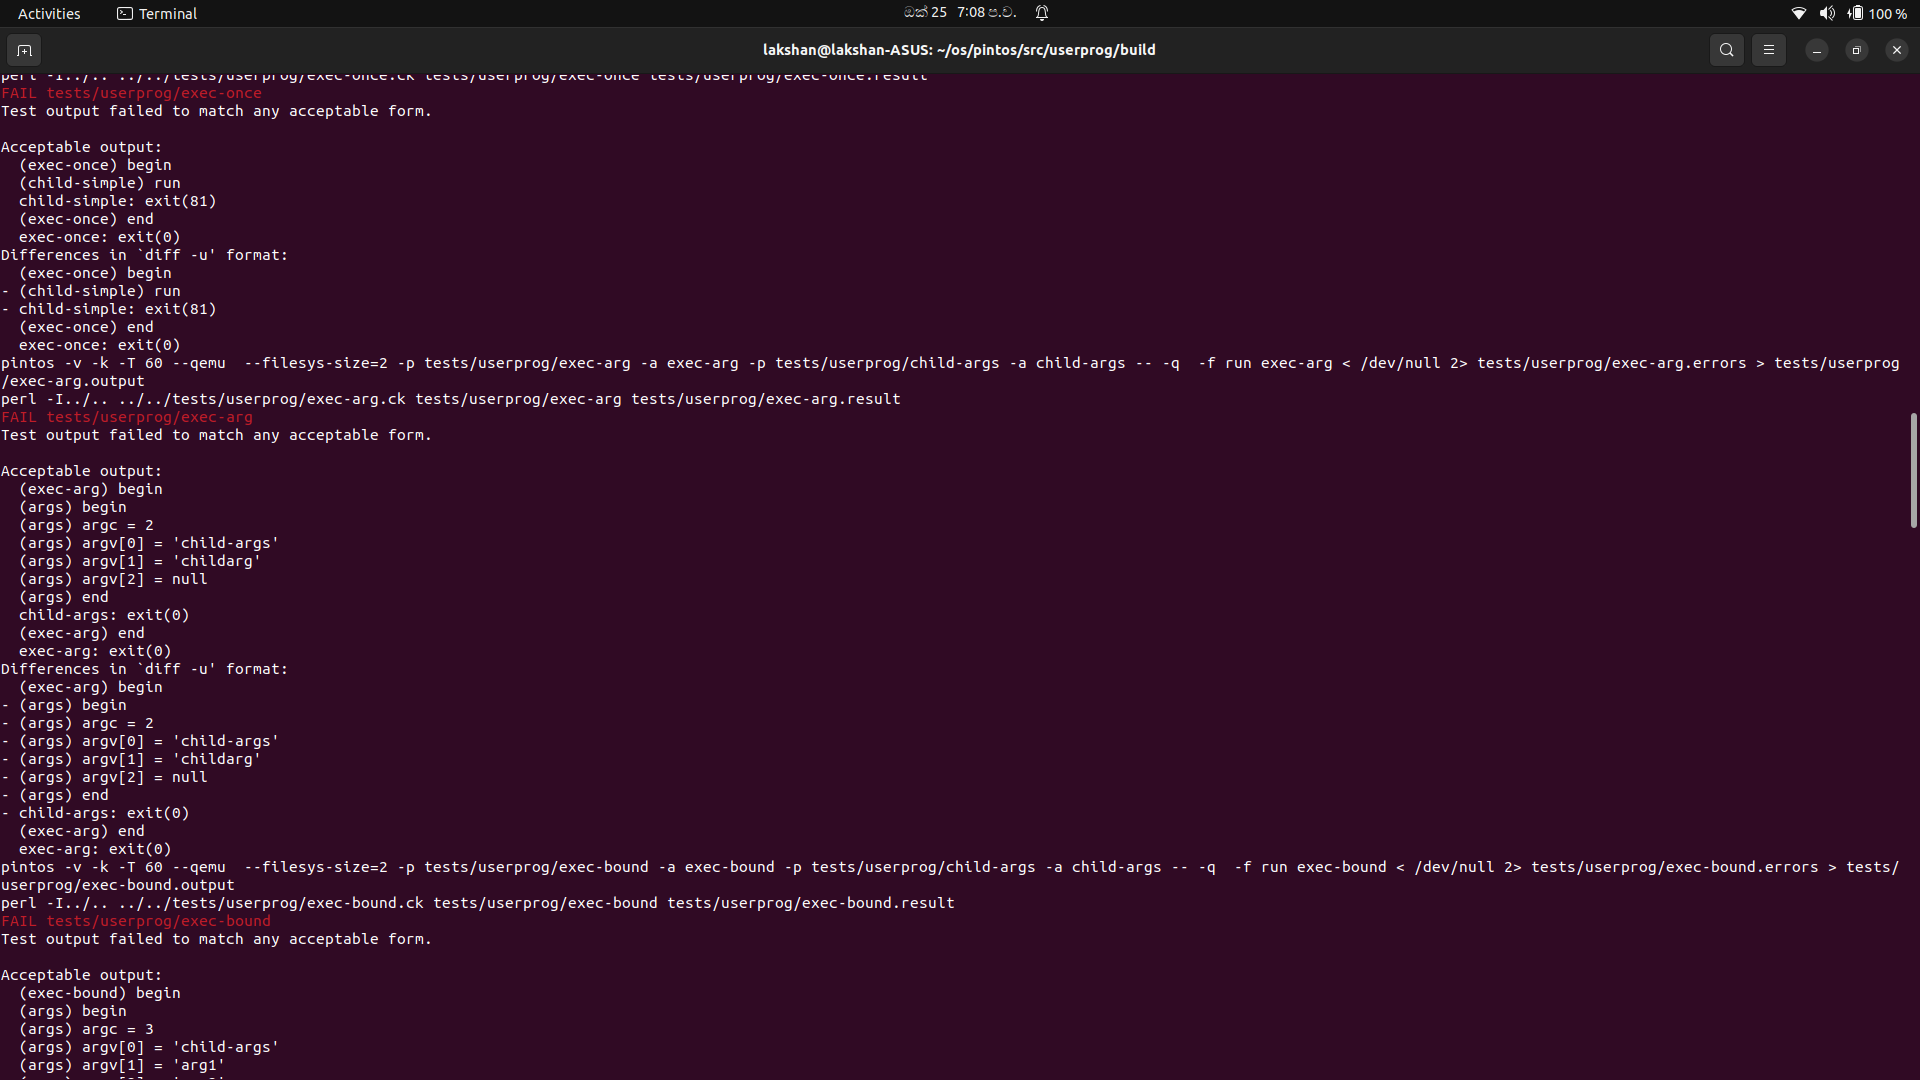 Activities Terminal ඔක් 25 7:08 ප.ව. 100 %
lakshan@lakshan-ASUS: ~/os/pintos/src/userprog/build
perl -I../.. ../../tests/userprog/exec-once.ck tests/userprog/exec-once tests/userprog/exec-once.result
FAIL tests/userprog/exec-once
Test output failed to match any acceptable form.

Acceptable output:
  (exec-once) begin
  (child-simple) run
  child-simple: exit(81)
  (exec-once) end
  exec-once: exit(0)
Differences in `diff -u' format:
  (exec-once) begin
- (child-simple) run
- child-simple: exit(81)
  (exec-once) end
  exec-once: exit(0)
pintos -v -k -T 60 --qemu  --filesys-size=2 -p tests/userprog/exec-arg -a exec-arg -p tests/userprog/child-args -a child-args -- -q  -f run exec-arg < /dev/null 2> tests/userprog/exec-arg.errors > tests/userprog
/exec-arg.output
perl -I../.. ../../tests/userprog/exec-arg.ck tests/userprog/exec-arg tests/userprog/exec-arg.result
FAIL tests/userprog/exec-arg
Test output failed to match any acceptable form.

Acceptable output:
  (exec-arg) begin
  (args) begin
  (args) argc = 2
  (args) argv[0] = 'child-args'
  (args) argv[1] = 'childarg'
  (args) argv[2] = null
  (args) end
  child-args: exit(0)
  (exec-arg) end
  exec-arg: exit(0)
Differences in `diff -u' format:
  (exec-arg) begin
- (args) begin
- (args) argc = 2
- (args) argv[0] = 'child-args'
- (args) argv[1] = 'childarg'
- (args) argv[2] = null
- (args) end
- child-args: exit(0)
  (exec-arg) end
  exec-arg: exit(0)
pintos -v -k -T 60 --qemu  --filesys-size=2 -p tests/userprog/exec-bound -a exec-bound -p tests/userprog/child-args -a child-args -- -q  -f run exec-bound < /dev/null 2> tests/userprog/exec-bound.errors > tests/
userprog/exec-bound.output
perl -I../.. ../../tests/userprog/exec-bound.ck tests/userprog/exec-bound tests/userprog/exec-bound.result
FAIL tests/userprog/exec-bound
Test output failed to match any acceptable form.

Acceptable output:
  (exec-bound) begin
  (args) begin
  (args) argc = 3
  (args) argv[0] = 'child-args'
  (args) argv[1] = 'arg1'